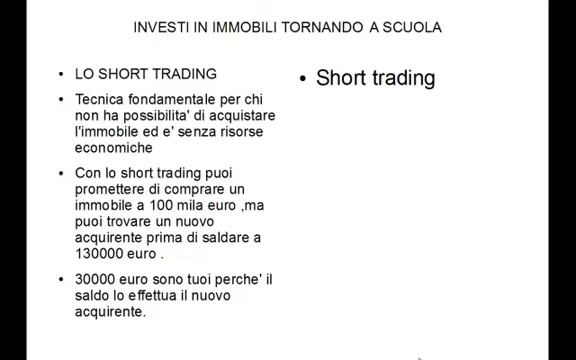 INVESTI IN IMMOBILI TORNANDO A SCUOLA
• LO SHORT TRADING
• Tecnica fondamentale per chi
non ha possibilita' di acquistare
l'immobile ed e' senza risorse
economiche
• Con lo short trading puoi
promettere di comprare un
immobile a 100 mila euro ,ma
puoi trovare un nuovo
acquirente prima di saldare a
130000 euro .
• 30000 euro sono tuoi perche' il
saldo lo effettua il nuovo
acquirente.
• Short trading